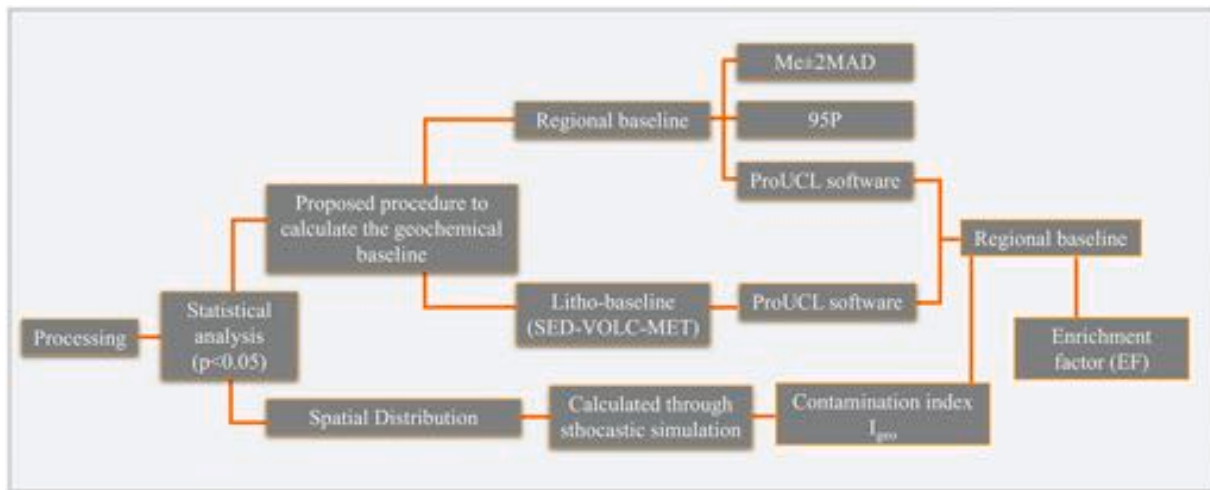 Me±2MAD
Regional baseline
95P
ProUCL software
Proposed procedure to
calculate the geochemical
baseline
Regional baseline
Litho-baseline
(SED-VOLC-MET)
ProUCL software
Processing
Statistical
analysis
(p<0.05)
Enrichment
factor (EF)
Spatial Distribution
Calculated through
sthocastic simulation
Contamination index
Igeo